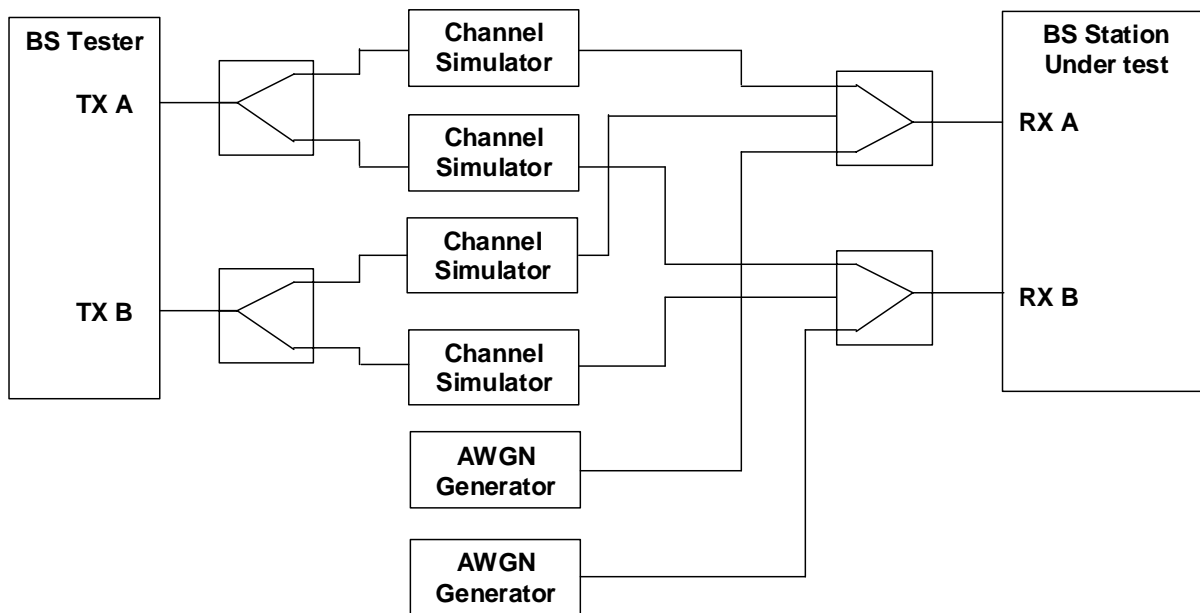 BS Tester
TX A
TX B
Channel
Simulator
Channel
Simulator
Channel
Simulator
Channel
Simulator
AWGN
Generator
AWGN
Generator
BS Station
Under test
RX A
RX B